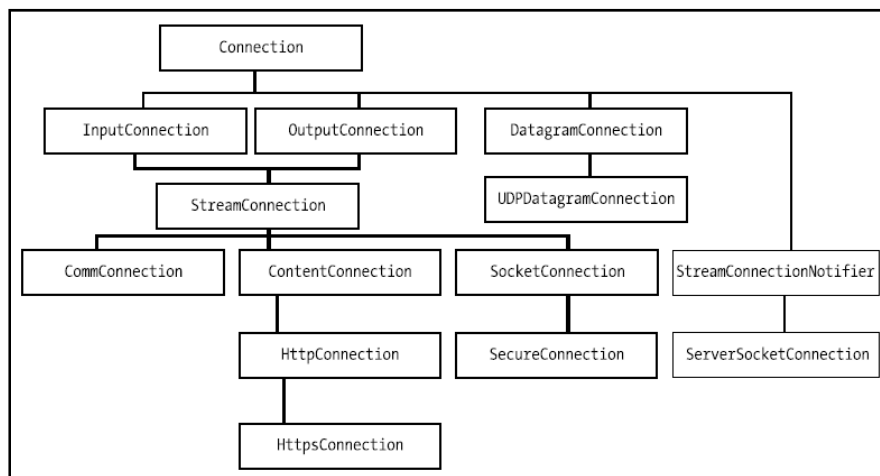 Connection
InputConnection
OutputConnection
DatagramConnection
StreamConnection
UDPDatagramConnection
CommConnection
ContentConnection
SocketConnection
StreamConnectionNotifier
HttpConnection
SecureConnection
ServerSocketConnection
HttpsConnection